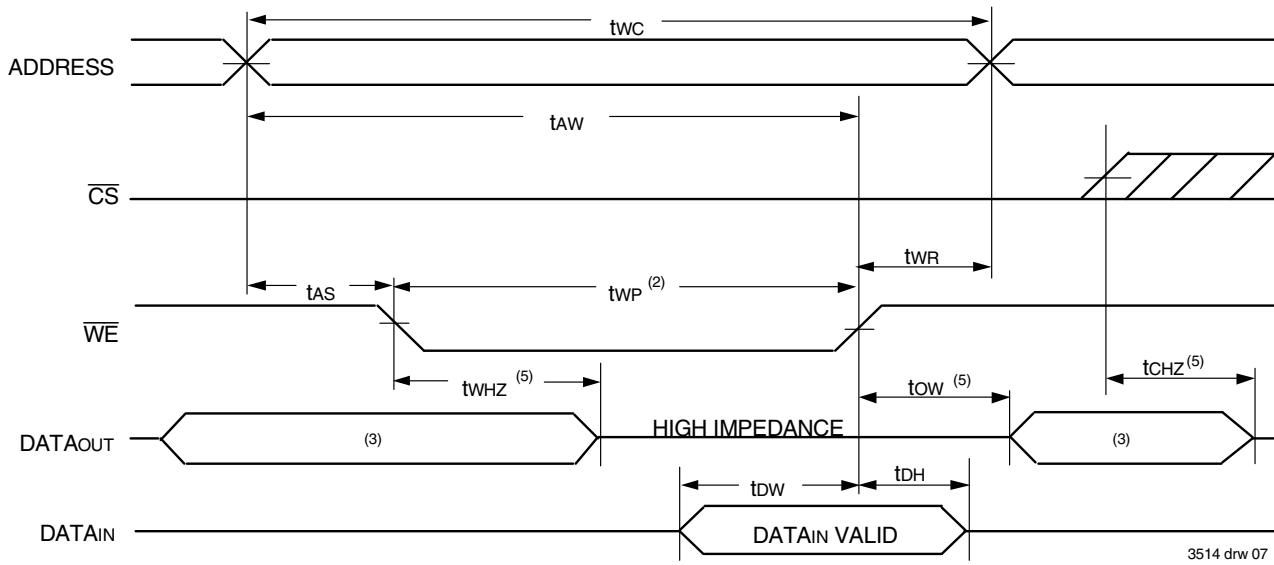 tWC
ADDRESS
tAW
CS
tWR
tAS
tWP (2)
WE
tWHZ (5)
tOW (5)
tCHZ (5)
DATAOUT
(3)
HIGH IMPEDANCE
(3)
tDW
tDH
DATAIN
DATAIN VALID
3514 drw 07